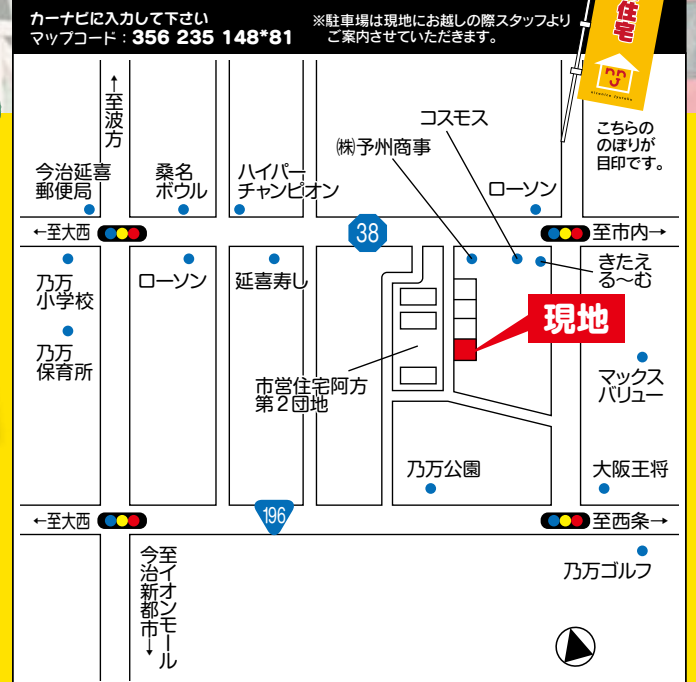 カーナビに入力して下さい
マップコード：356 235 148*81
※駐車場は現地にお越しの際スタッフより
ご案内させていただきます。
住宅
こちらの
のぼりが
目印です。
←至波方
コスモス
㈱予州商事
今治延喜
郵便局
桑名
ボウル
ハイパー
チャンピオン
ローソン
←至大西
38
至市内→
乃万
小学校
ローソン
延喜寿し
きたえ
る〜む
現地
乃万
保育所
市営住宅阿方
第２団地
マックス
バリュー
乃万公園
大阪王将
←至大西
196
至西条→
至イオンモール
今治新都市→
乃万ゴルフ